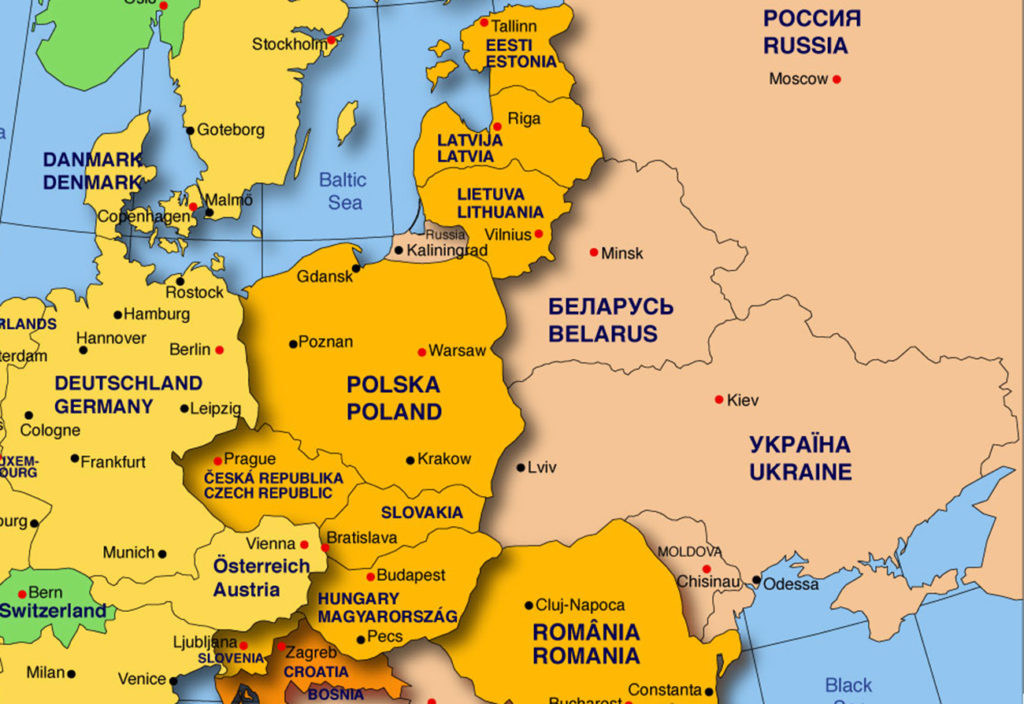 Oslo
РОССИЯ
RUSSIA
Moscow
Tallinn
EESTI
ESTONIA
Stockholm
Goteborg
Riga
LATVIJA
LATVIA
DANMARK
DENMARK
Baltic
Sea
LIETUVA
LITHUANIA
Malmö
Copenhagen
Vilnius
Russia
Kaliningrad
Minsk
Gdansk
Rostock
БЕЛАРУСЬ
BELARUS
Hamburg
RLANDS
Hannover
Poznan
Berlin
Warsaw
terdam
DEUTSCHLAND
GERMANY
POLSKA
POLAND
Leipzig
Kiev
Cologne
УКРАЇНА
UKRAINE
Prague
Krakow
Lviv
Frankfurt
UXEM-
OURG
ČESKÁ REPUBLIKA
CZECH REPUBLIC
SLOVAKIA
burg
Bratislava
Vienna
Munich
MOLDOVA
Österreich
Austria
Budapest
Chisinau
Odessa
Bern
Switzerland
HUNGARY
MAGYARORSZÁG
Cluj-Napoca
Pecs
ROMÂNIA
ROMANIA
Ljubljana
SLOVENIA
Zagreb
CROATIA
Milan
Venice
BOSNIA
Constanta
Bucharest
Black
Sea